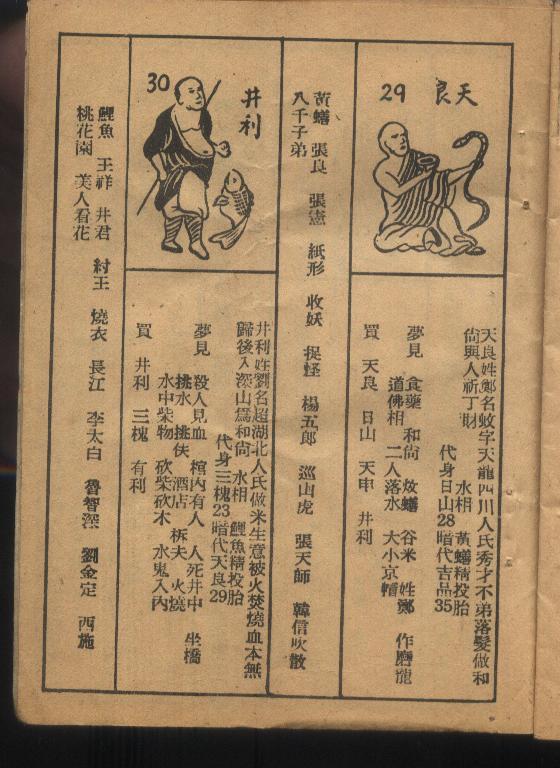 天良
29
天良姓鄭名蚊字天龍四川人氏秀才不弟落髮做和
尙與人祈丁財
水相 黃蟮精投胎
代身日山28暗代吉品35
夢見 食藥 和尙 炆蟮 谷米 姓鄭 作磨龍
道佛相 二人落水 大小京幡
買 天良 日山 天申 井利
黃蟮 張良 張憲 紙形 收妖 捉怪 楊五郎 巡山虎 張天師 韓信吹散
八千子弟
井利
30
井利姓劉名超湖北人氏做米生意被火焚燒血本無
歸後入深山爲和尙 水相 鯉魚精投胎
代身三槐23暗代天良29
夢見 殺人見血 棺內有人 人死井中 坐橋
挑水 挑伕 酒店 柝夫 火燒
水中柴物 砍柴砍木 水鬼入內
買 井利 三槐 有利
鯉魚 王祥 井君 紂王 燒衣 長江 李太白 魯智深 劉金定 西施
桃花園 美人看花